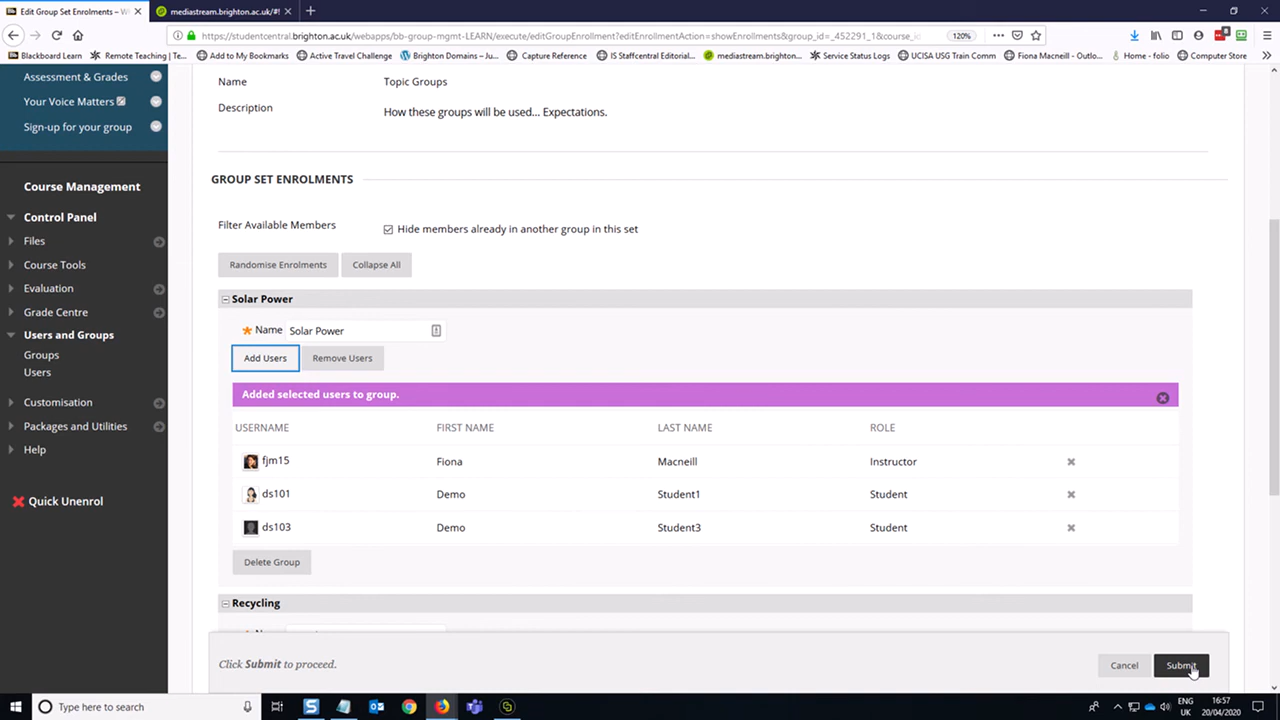 Edit Group Set Enrolments – Wh
mediastream.brighton.ac.uk/#!
https://studentcentral.brighton.ac.uk/webapps/bb-group-mgmt-LEARN/execute/editGroupEnrollment?editEnrollmentAction=showEnrollments&group_id=_452291_1&course_i
120%
Blackboard Learn
Remote Teaching | Te...
Add to My Bookmarks
Active Travel Challenge
Brighton Domains – Ju...
Capture Reference
IS Staffcentral Editorial...
mediastream.brighton...
Service Status Logs
UCISA USG Train Comm
Fiona Macneill - Outlo...
Home - folio
Computer Store
Assessment & Grades
Your Voice Matters
Sign-up for your group
Course Management
Control Panel
Files
Course Tools
Evaluation
Grade Centre
Users and Groups
Groups
Users
Customisation
Packages and Utilities
Help
Quick Unenrol
Name Topic Groups
Description How these groups will be used... Expectations.
GROUP SET ENROLMENTS
Filter Available Members Hide members already in another group in this set
Randomise Enrolments Collapse All
Solar Power
Name Solar Power
Add Users Remove Users
Added selected users to group.
USERNAME FIRST NAME LAST NAME ROLE
fjm15 Fiona Macneill Instructor
ds101 Demo Student1 Student
ds103 Demo Student3 Student
Delete Group
Recycling
Click Submit to proceed.
Cancel Submit
Type here to search
ENG
UK
16:57
20/04/2020